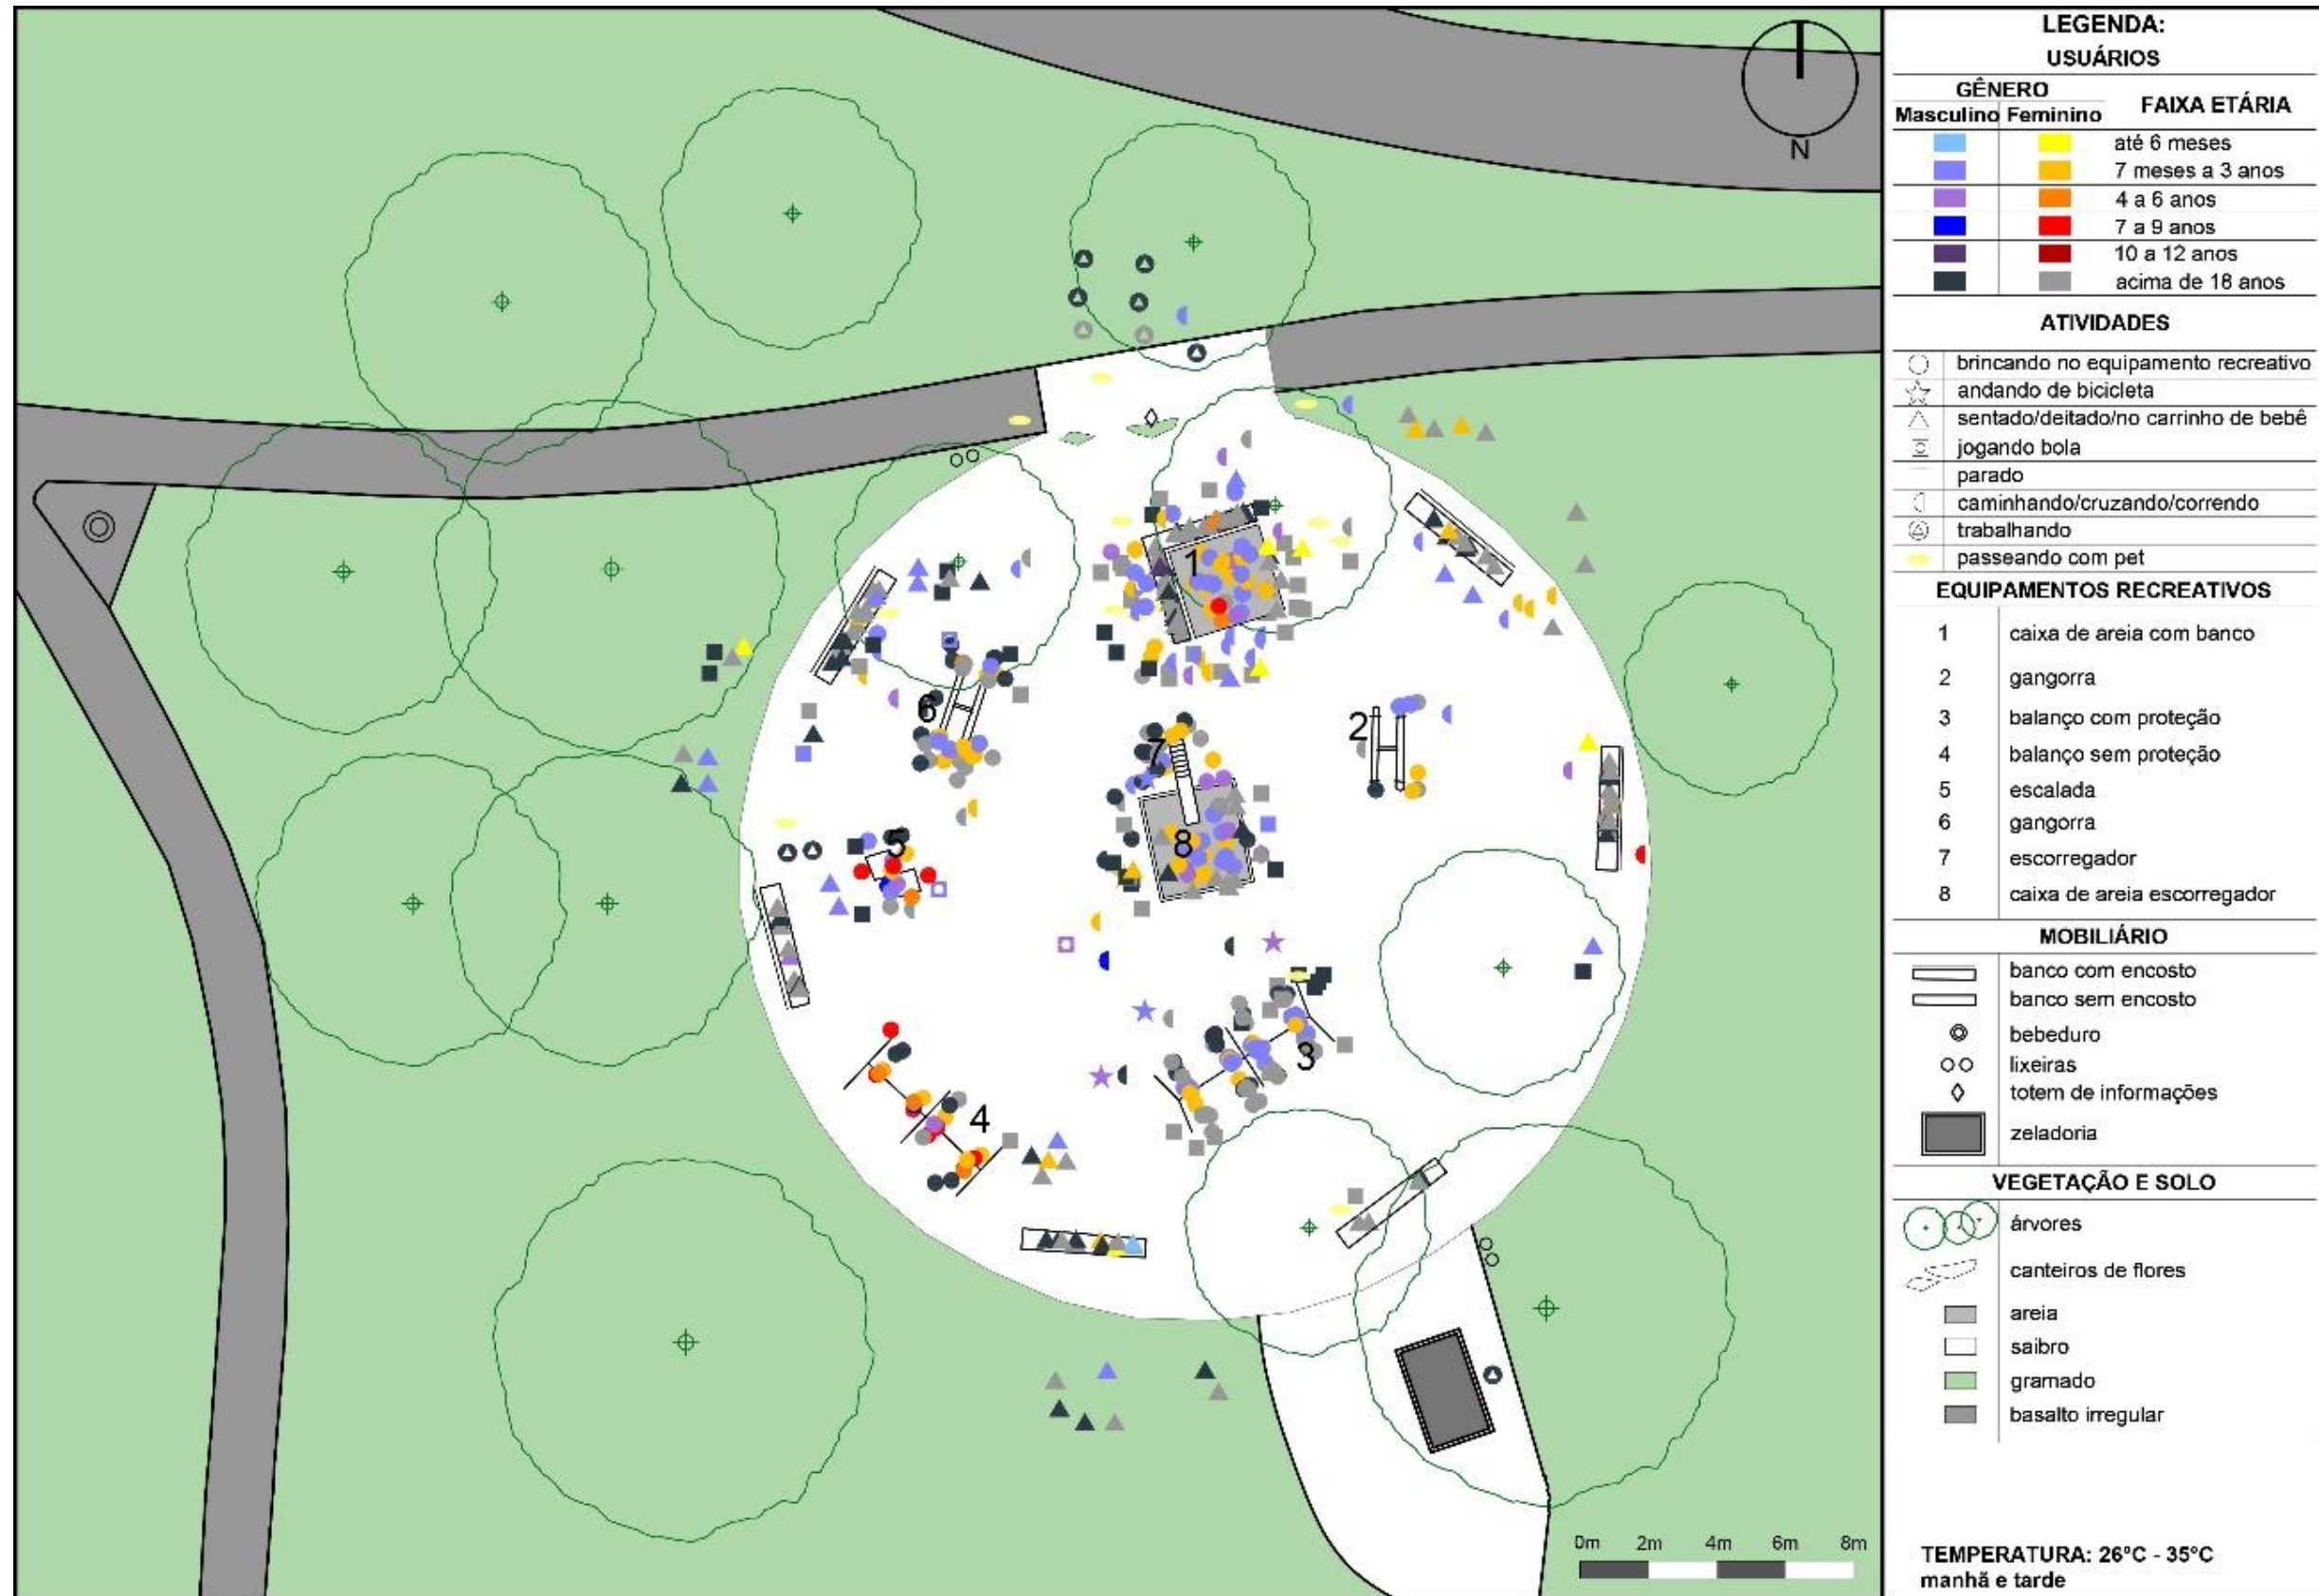 LEGENDA:
USUÁRIOS
GÊNERO
Masculino Feminino FAIXA ETÁRIA
até 6 meses
7 meses a 3 anos
4 a 6 anos
7 a 9 anos
10 a 12 anos
acima de 18 anos
ATIVIDADES
brincando no equipamento recreativo
andando de bicicleta
sentado/deitado/no carrinho de bebê
jogando bola
parado
caminhando/cruzando/correndo
trabalhando
passeando com pet
EQUIPAMENTOS RECREATIVOS
1 caixa de areia com banco
2 gangorra
3 balanço com proteção
4 balanço sem proteção
5 escalada
6 gangorra
7 escorregador
8 caixa de areia escorregador
MOBILIÁRIO
banco com encosto
banco sem encosto
bebeduro
lixeiras
totem de informações
zeladoria
VEGETAÇÃO E SOLO
árvores
canteiros de flores
areia
saibro
gramado
basalto irregular
TEMPERATURA: 26°C - 35°C
manhã e tarde
N
1
2
6
7
5
8
3
4
0m 2m 4m 6m 8m